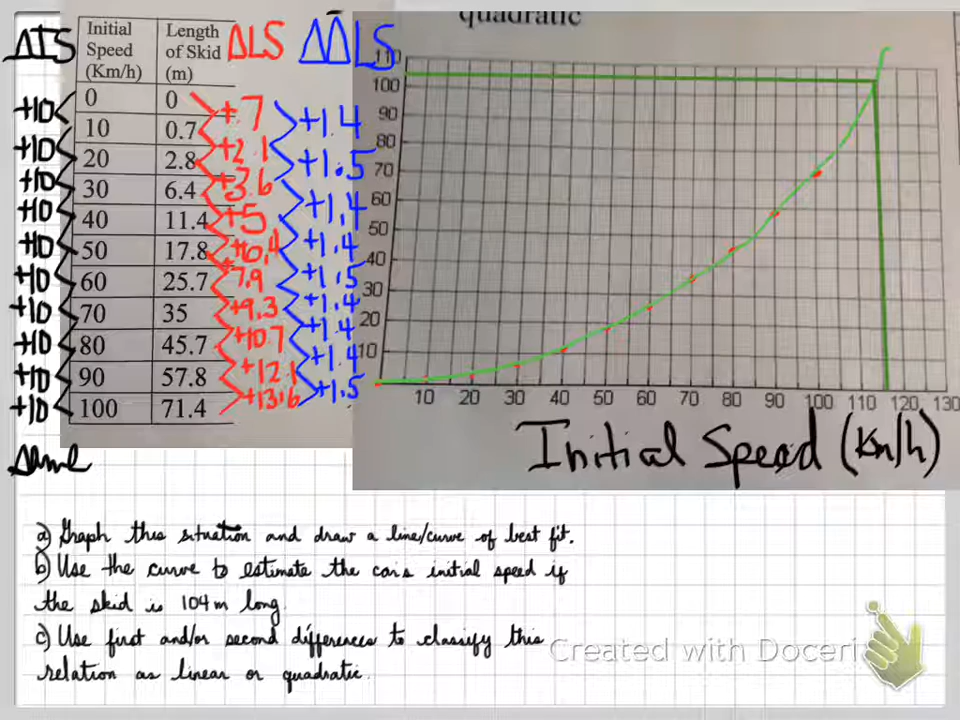 quadratic
ΔIS Initial Speed (Km/h) Length of Skid (m) ΔLS ΔΔLS
0 0
+10 +.7
10 0.7 +1.4
+10 +2.1
20 2.8 +1.5
+10 +3.6
30 6.4 +1.4
+10 +5
40 11.4 +1.4
+10 +6.4
50 17.8 +1.5
+10 7.9
60 25.7 +1.4
+10 +9.3
70 35 +1.4
+10 +10.7
80 45.7 +1.4
+10 +12.1
90 57.8 +1.5
+10 +13.6
100 71.4
Same
110
100
90
80
70
60
50
40
30
20
10
10 20 30 40 50 60 70 80 90 100 110 120 130
Initial Speed (Km/h)
a) Graph this situation and draw a line/curve of best fit.
b) Use the curve to estimate the car's initial speed if
the skid is 104 m long.
c) Use first and/or second differences to classify this
relation as linear or quadratic.
Created with Doceri